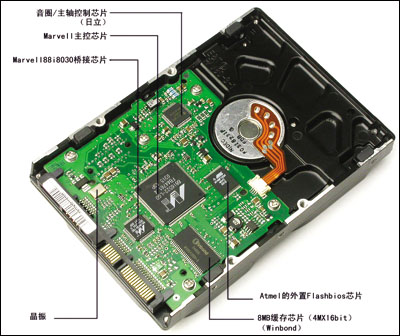 音圈/主轴控制芯片
(日立)
Marvell主控芯片
Marvell88i8030桥接芯片
晶振
Atmel的外置Flashbios芯片
8MB缓存芯片(4MX16bit)
(Winbond)